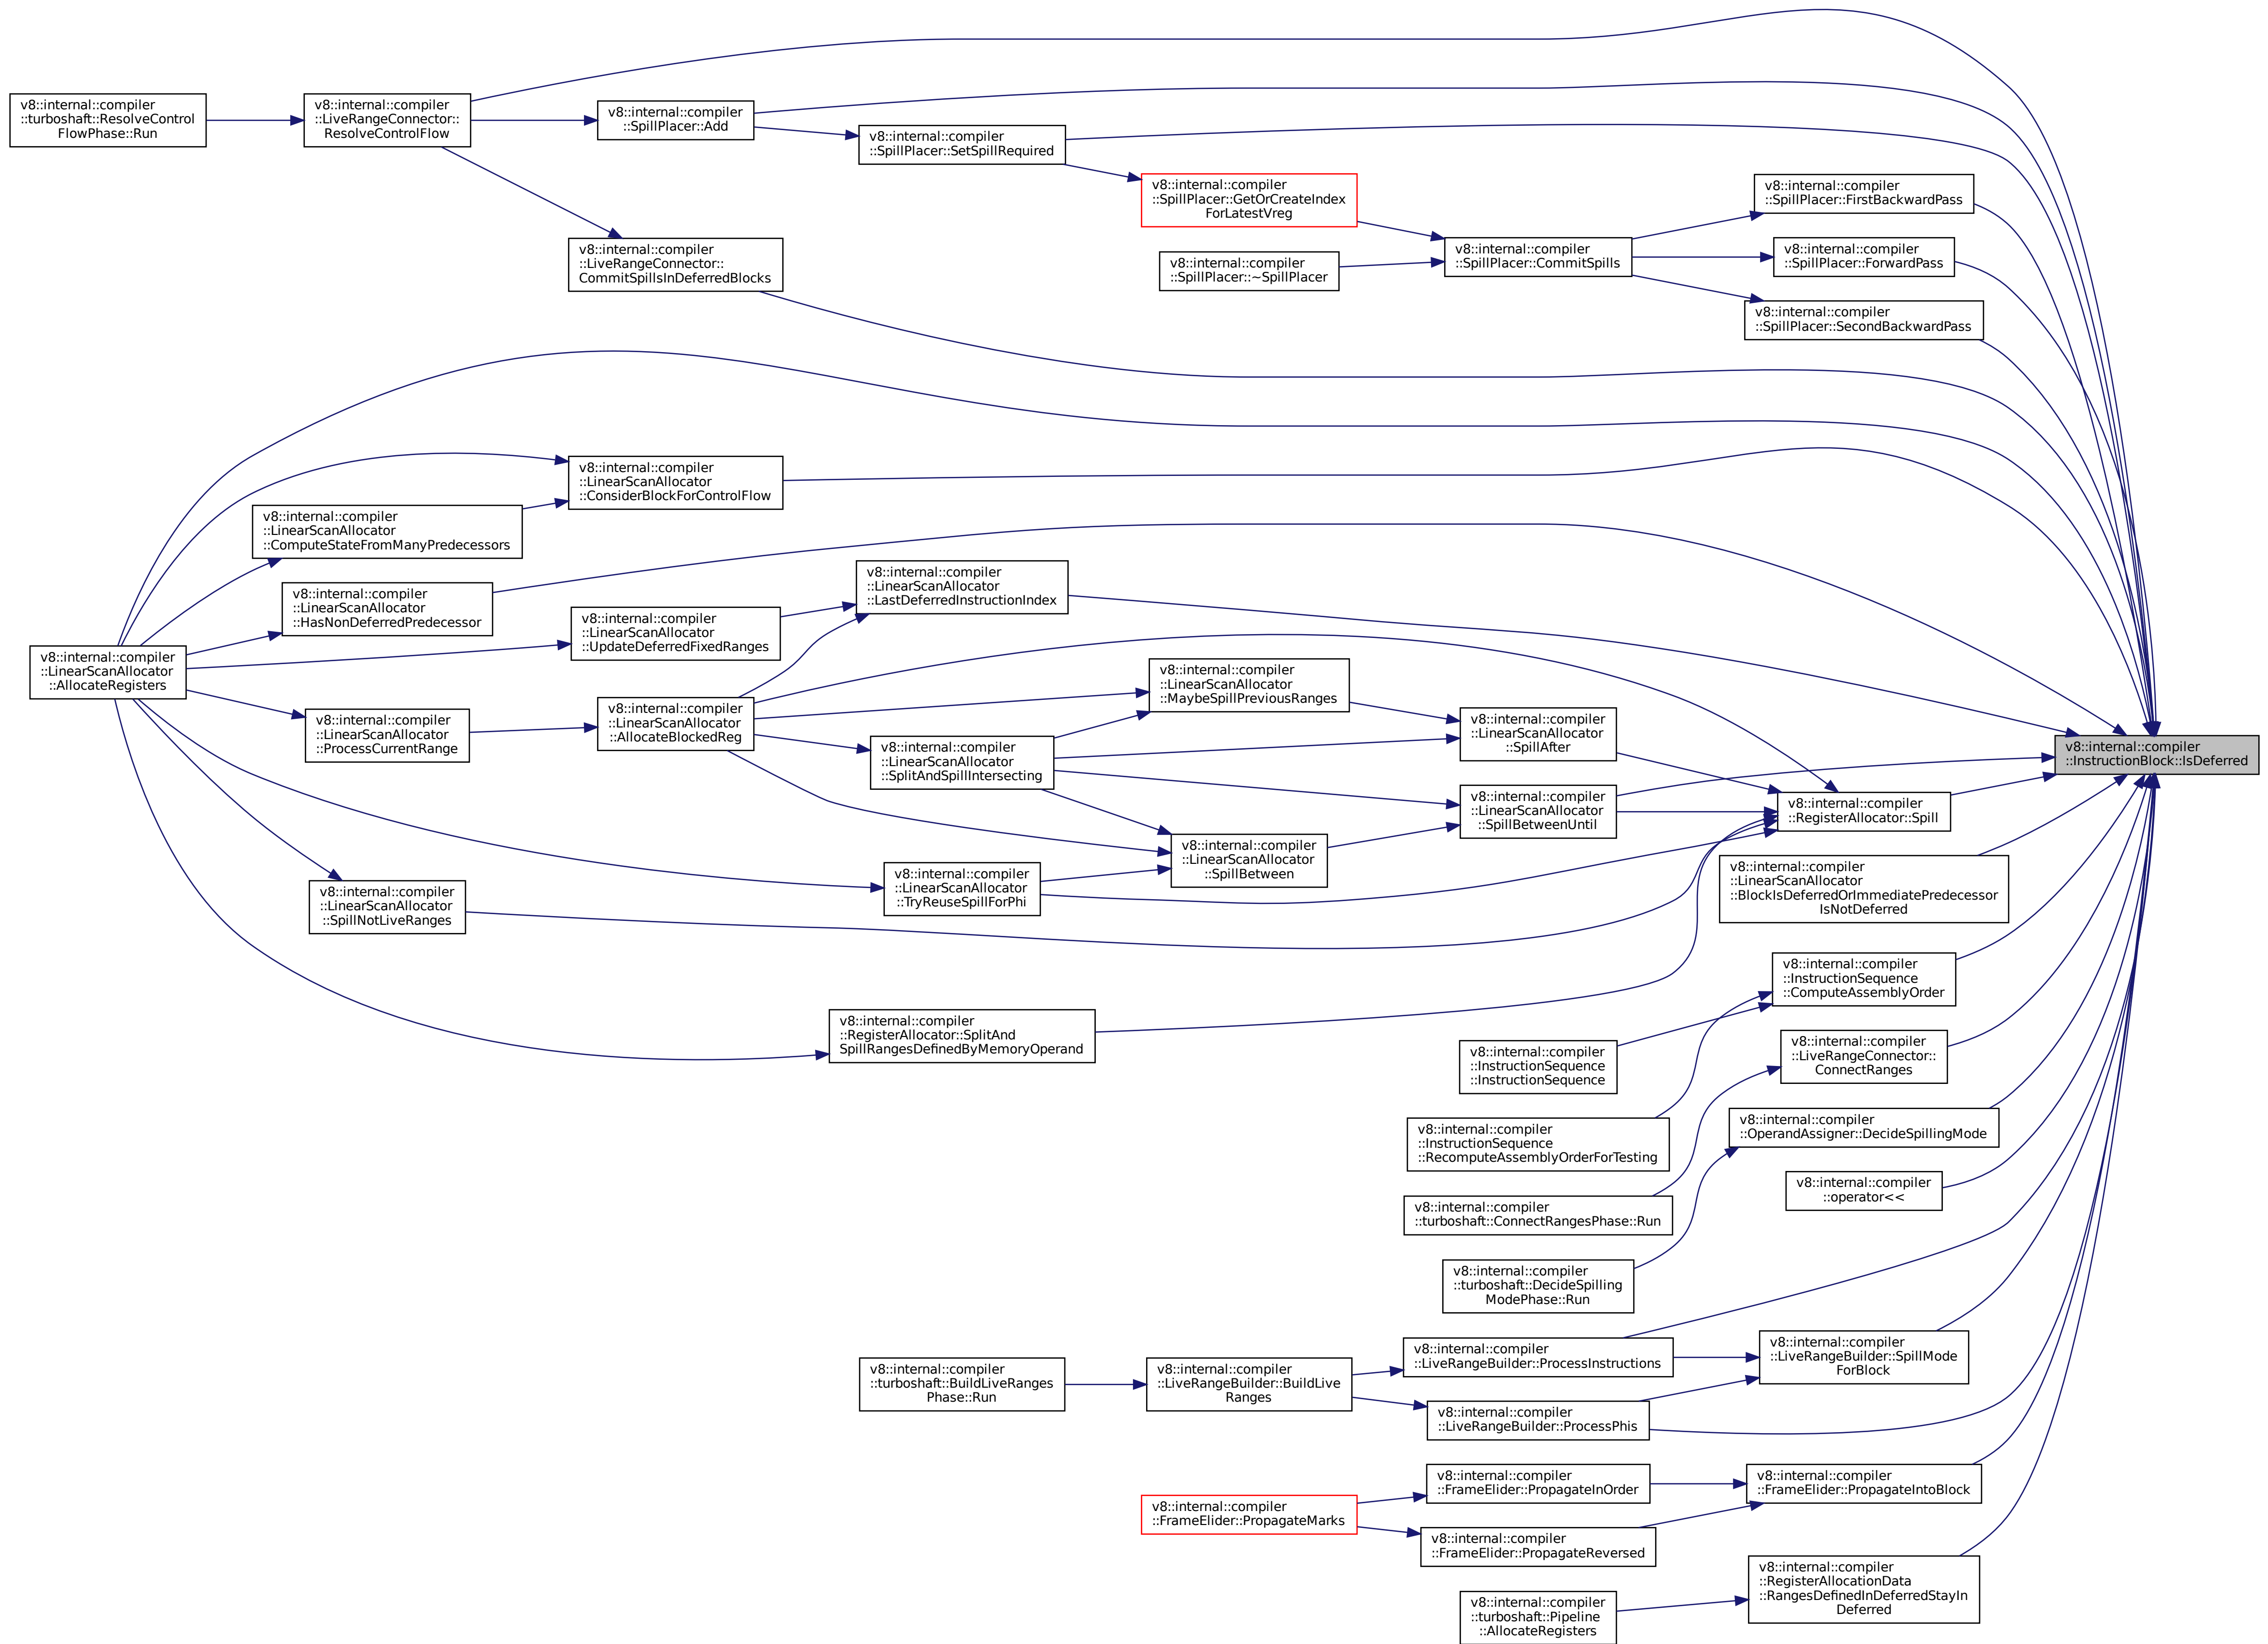 v8::internal::compiler
::turboshaft::ResolveControl
FlowPhase::Run
v8::internal::compiler
::LiveRangeConnector::
ResolveControlFlow
v8::internal::compiler
::SpillPlacer::Add
v8::internal::compiler
::SpillPlacer::SetSpillRequired
v8::internal::compiler
::SpillPlacer::GetOrCreateIndex
ForLatestVreg
v8::internal::compiler
::SpillPlacer::FirstBackwardPass
v8::internal::compiler
::LiveRangeConnector::
CommitSpillsInDeferredBlocks
v8::internal::compiler
::SpillPlacer::~SpillPlacer
v8::internal::compiler
::SpillPlacer::CommitSpills
v8::internal::compiler
::SpillPlacer::ForwardPass
v8::internal::compiler
::SpillPlacer::SecondBackwardPass
v8::internal::compiler
::LinearScanAllocator
::ConsiderBlockForControlFlow
v8::internal::compiler
::LinearScanAllocator
::ComputeStateFromManyPredecessors
v8::internal::compiler
::LinearScanAllocator
::HasNonDeferredPredecessor
v8::internal::compiler
::LinearScanAllocator
::LastDeferredInstructionIndex
v8::internal::compiler
::LinearScanAllocator
::UpdateDeferredFixedRanges
v8::internal::compiler
::LinearScanAllocator
::AllocateRegisters
v8::internal::compiler
::LinearScanAllocator
::ProcessCurrentRange
v8::internal::compiler
::LinearScanAllocator
::AllocateBlockedReg
v8::internal::compiler
::LinearScanAllocator
::MaybeSpillPreviousRanges
v8::internal::compiler
::LinearScanAllocator
::SplitAndSpillIntersecting
v8::internal::compiler
::LinearScanAllocator
::SpillAfter
v8::internal::compiler
::InstructionBlock::IsDeferred
v8::internal::compiler
::LinearScanAllocator
::SpillBetweenUntil
v8::internal::compiler
::RegisterAllocator::Spill
v8::internal::compiler
::LinearScanAllocator
::SpillBetween
v8::internal::compiler
::LinearScanAllocator
::TryReuseSpillForPhi
v8::internal::compiler
::LinearScanAllocator
::SpillNotLiveRanges
v8::internal::compiler
::LinearScanAllocator
::BlockIsDeferredOrImmediatePredecessor
IsNotDeferred
v8::internal::compiler
::RegisterAllocator::SplitAnd
SpillRangesDefinedByMemoryOperand
v8::internal::compiler
::InstructionSequence
::ComputeAssemblyOrder
v8::internal::compiler
::InstructionSequence
::InstructionSequence
v8::internal::compiler
::LiveRangeConnector::
ConnectRanges
v8::internal::compiler
::InstructionSequence
::RecomputeAssemblyOrderForTesting
v8::internal::compiler
::OperandAssigner::DecideSpillingMode
v8::internal::compiler
::turboshaft::ConnectRangesPhase::Run
v8::internal::compiler
::operator<<
v8::internal::compiler
::turboshaft::DecideSpilling
ModePhase::Run
v8::internal::compiler
::turboshaft::BuildLiveRanges
Phase::Run
v8::internal::compiler
::LiveRangeBuilder::BuildLive
Ranges
v8::internal::compiler
::LiveRangeBuilder::ProcessInstructions
v8::internal::compiler
::LiveRangeBuilder::SpillMode
ForBlock
v8::internal::compiler
::LiveRangeBuilder::ProcessPhis
v8::internal::compiler
::FrameElider::PropagateInOrder
v8::internal::compiler
::FrameElider::PropagateIntoBlock
v8::internal::compiler
::FrameElider::PropagateMarks
v8::internal::compiler
::FrameElider::PropagateReversed
v8::internal::compiler
::RegisterAllocationData
::RangesDefinedInDeferredStayIn
Deferred
v8::internal::compiler
::turboshaft::Pipeline
::AllocateRegisters